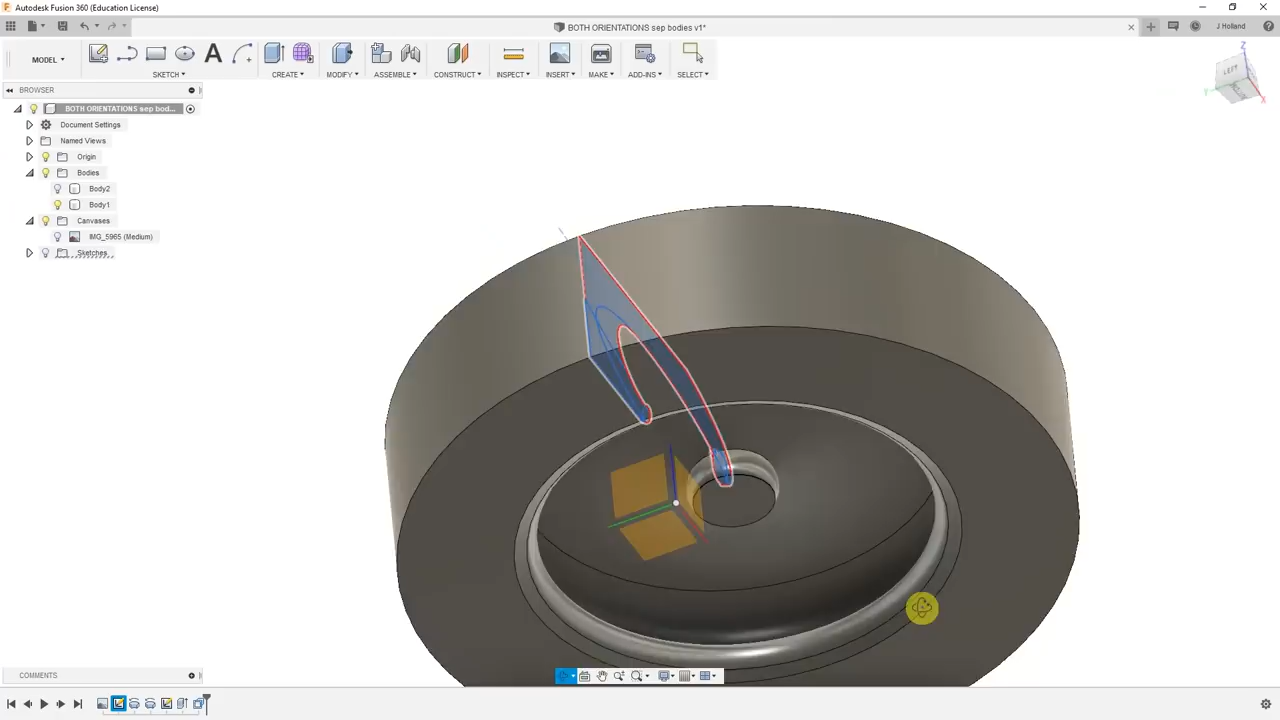 Autodesk Fusion 360 (Education License)
BOTH ORIENTATIONS sep bodies v1*
J Holland
MODEL
SKETCH
CREATE
MODIFY
ASSEMBLE
CONSTRUCT
INSPECT
INSERT
MAKE
ADD-INS
SELECT
BROWSER
BOTH ORIENTATIONS sep bod...
Document Settings
Named Views
Origin
Bodies
Body2
Body1
Canvases
IMG_5965 (Medium)
Sketches
Z
LEFT
Y
X
COMMENTS